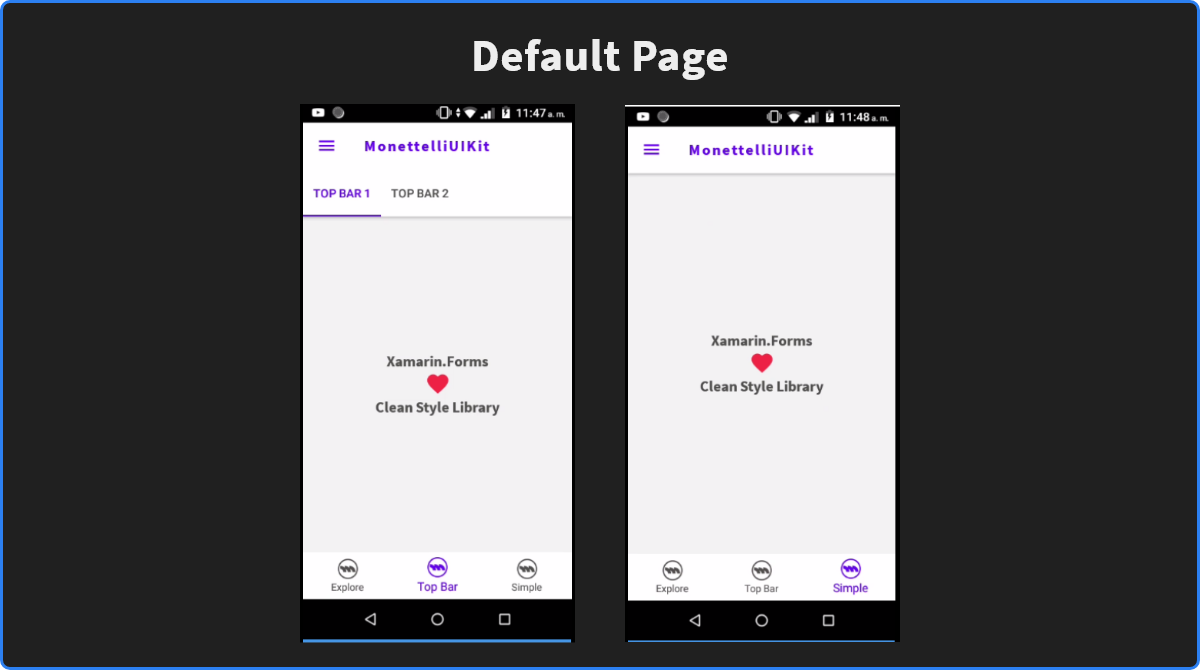 Default Page
11:47 a. m.
MonettelliUIKit
TOP BAR 1 TOP BAR 2
Xamarin.Forms
Clean Style Library
Explore Top Bar Simple
11:48 a. m.
MonettelliUIKit
Xamarin.Forms
Clean Style Library
Explore Top Bar Simple